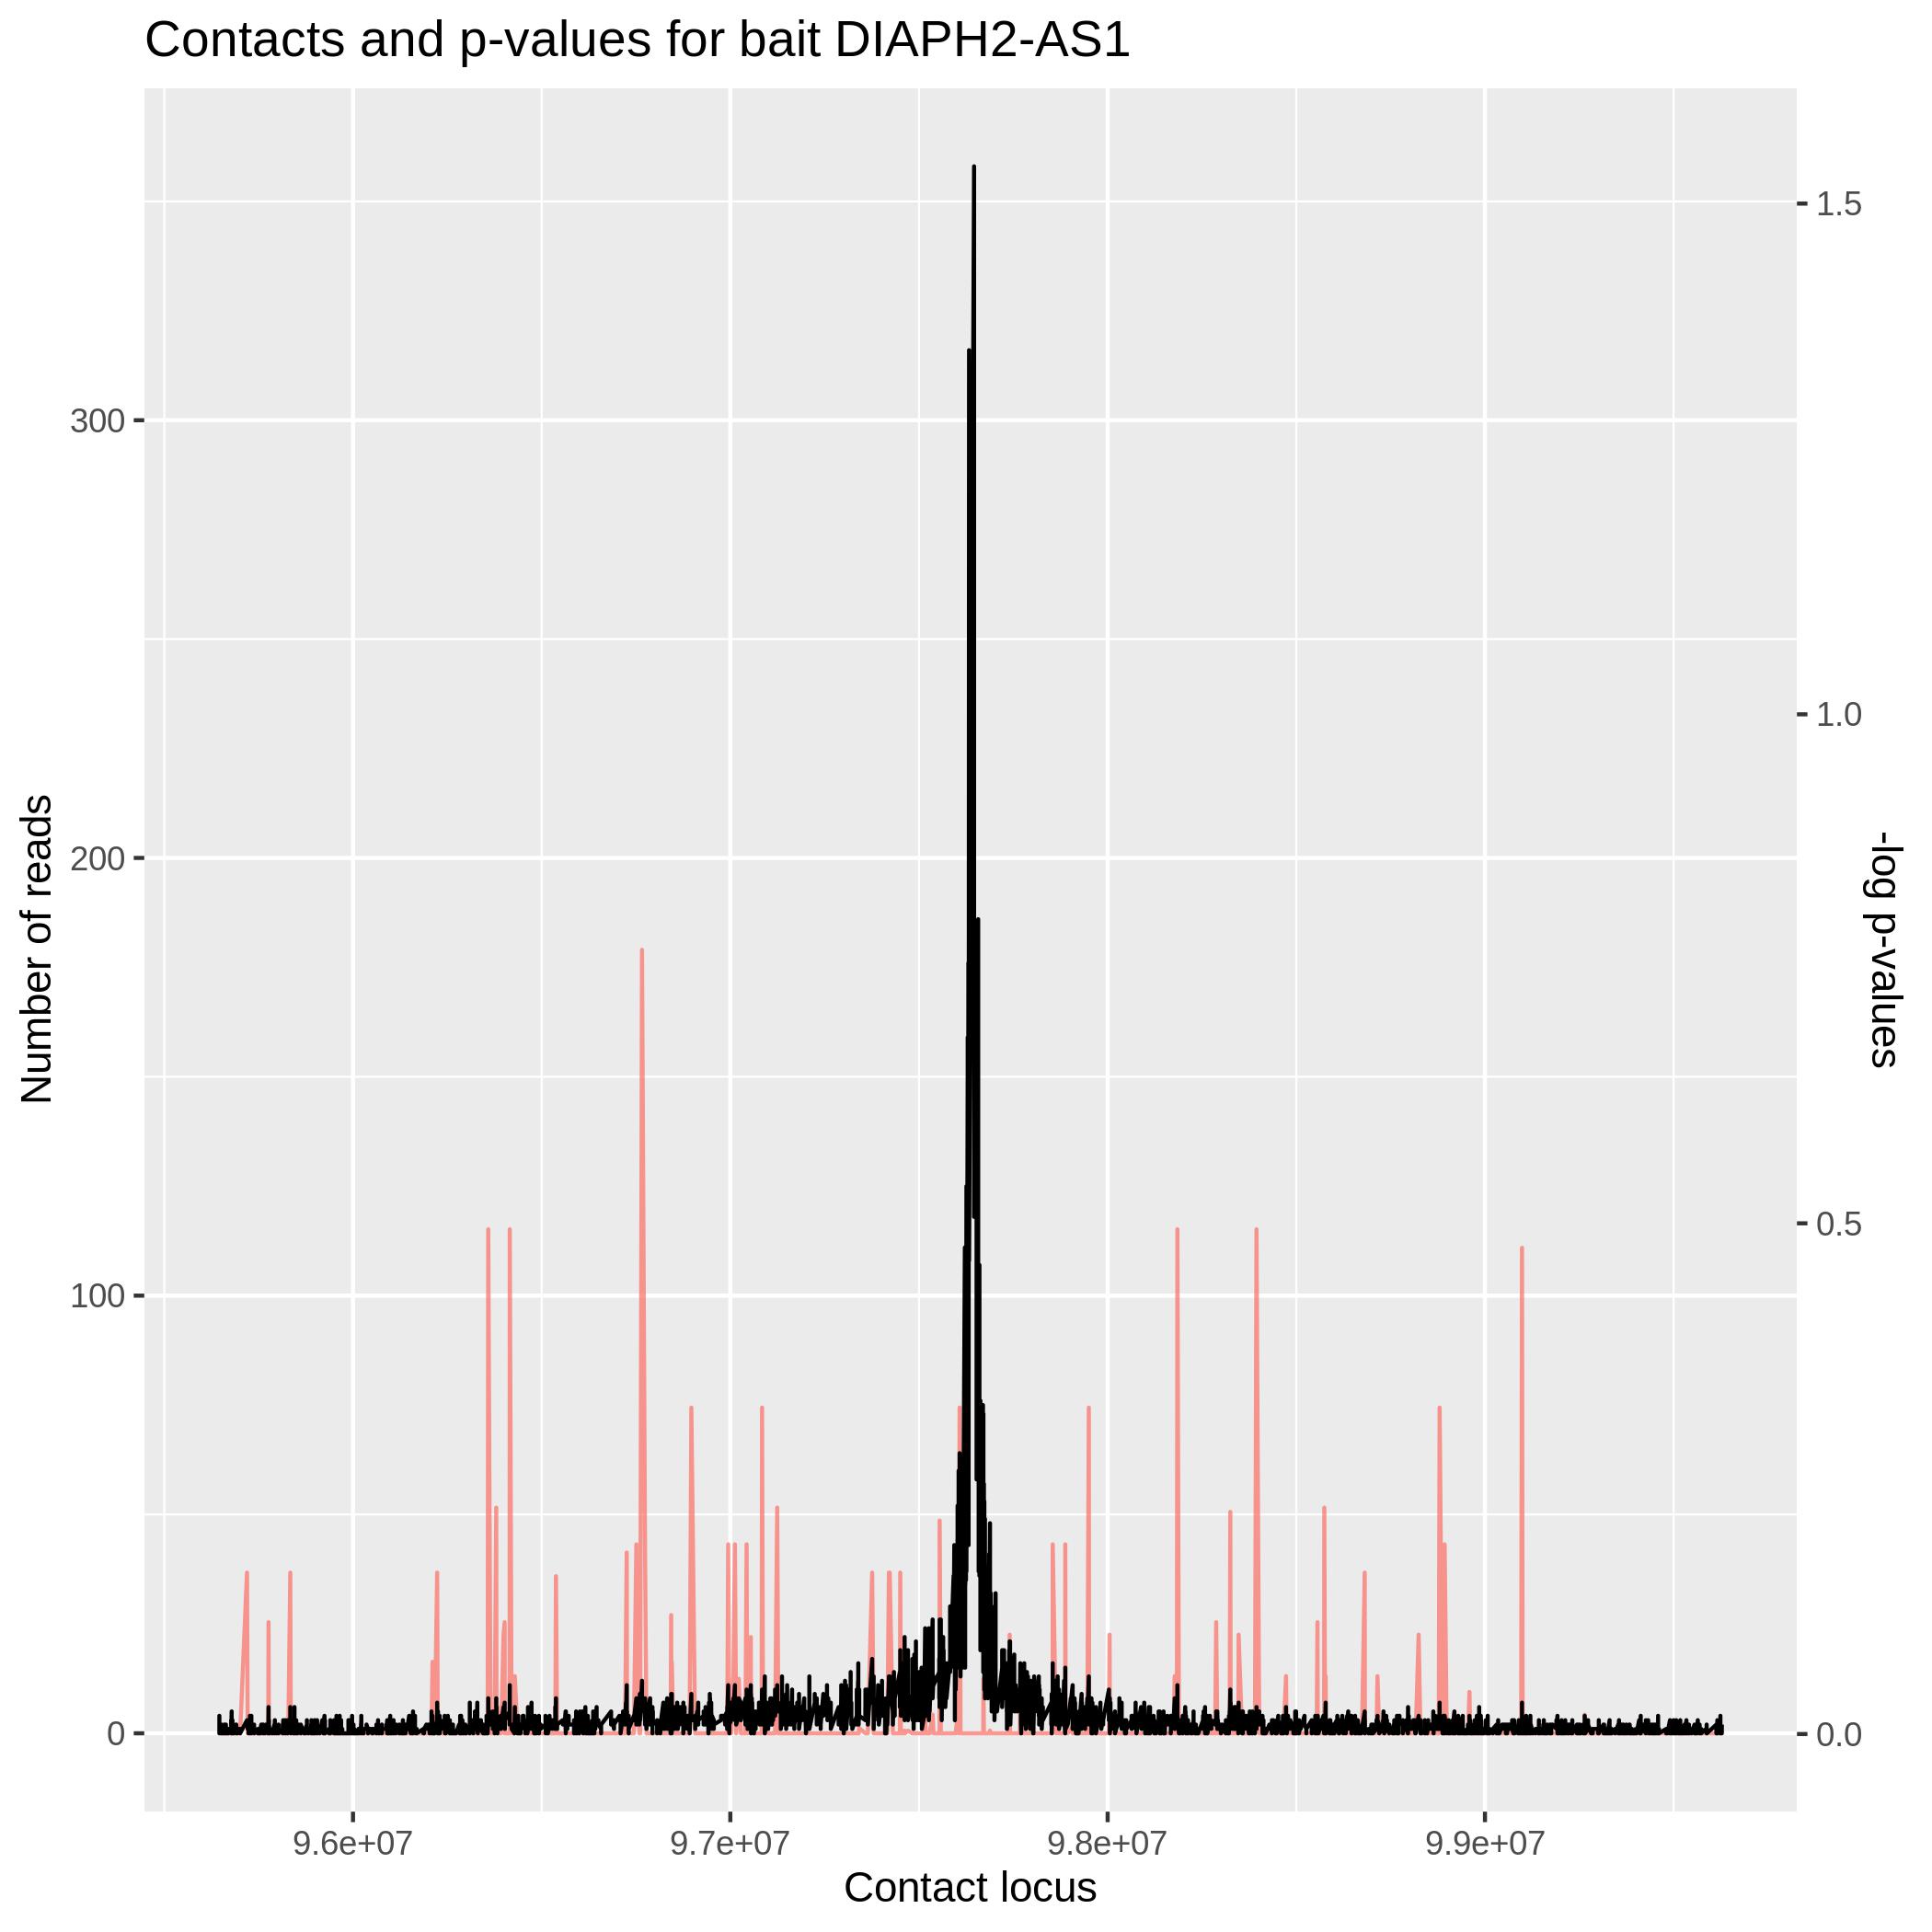 Contacts and p-values for bait DIAPH2-AS1
Number of reads
300
200
100
0
1.5
1.0
0.5
0.0
-log p-values
9.6e+07
9.7e+07
9.8e+07
9.9e+07
Contact locus